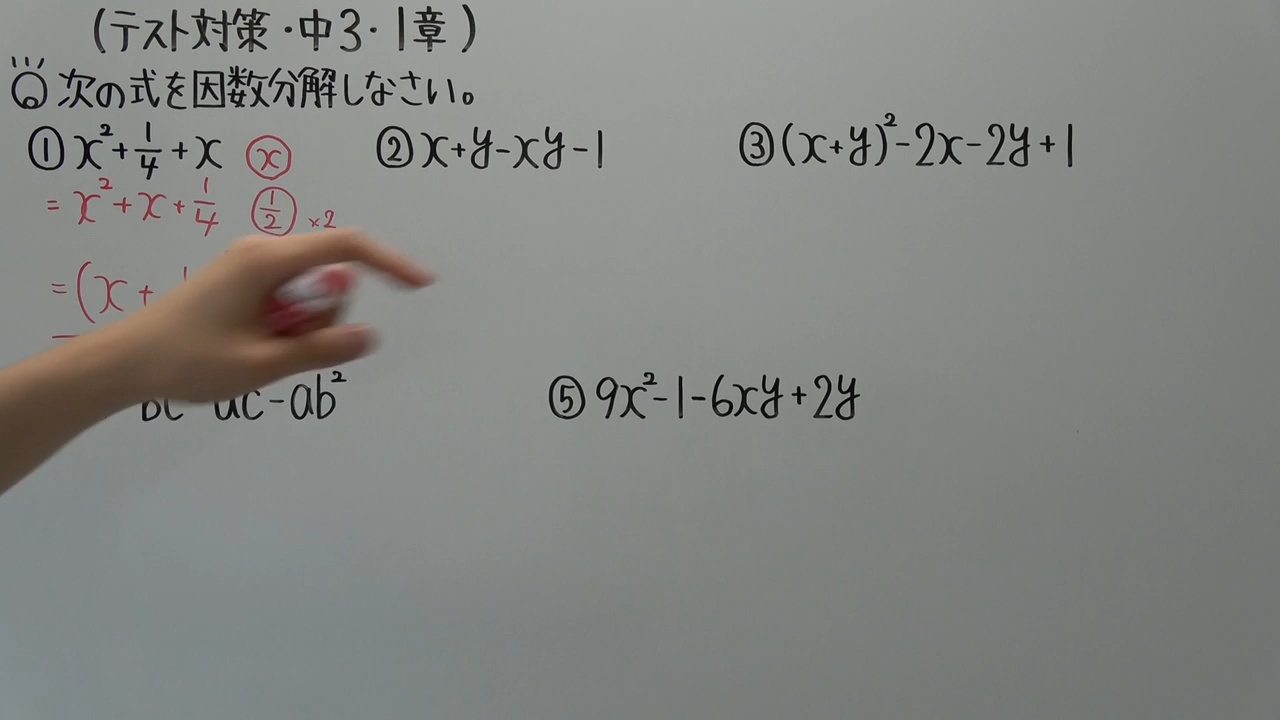 (テスト対策・中3・1章)
Q 次の式を因数分解しなさい。
① x²+1/4+x ⓧ
= x²+x+1/4 (1/2) ×2
=(x+
② x+y-xy-1
③ (x+y)²-2x-2y+1
-ab²
⑤ 9x²-1-6xy+2y